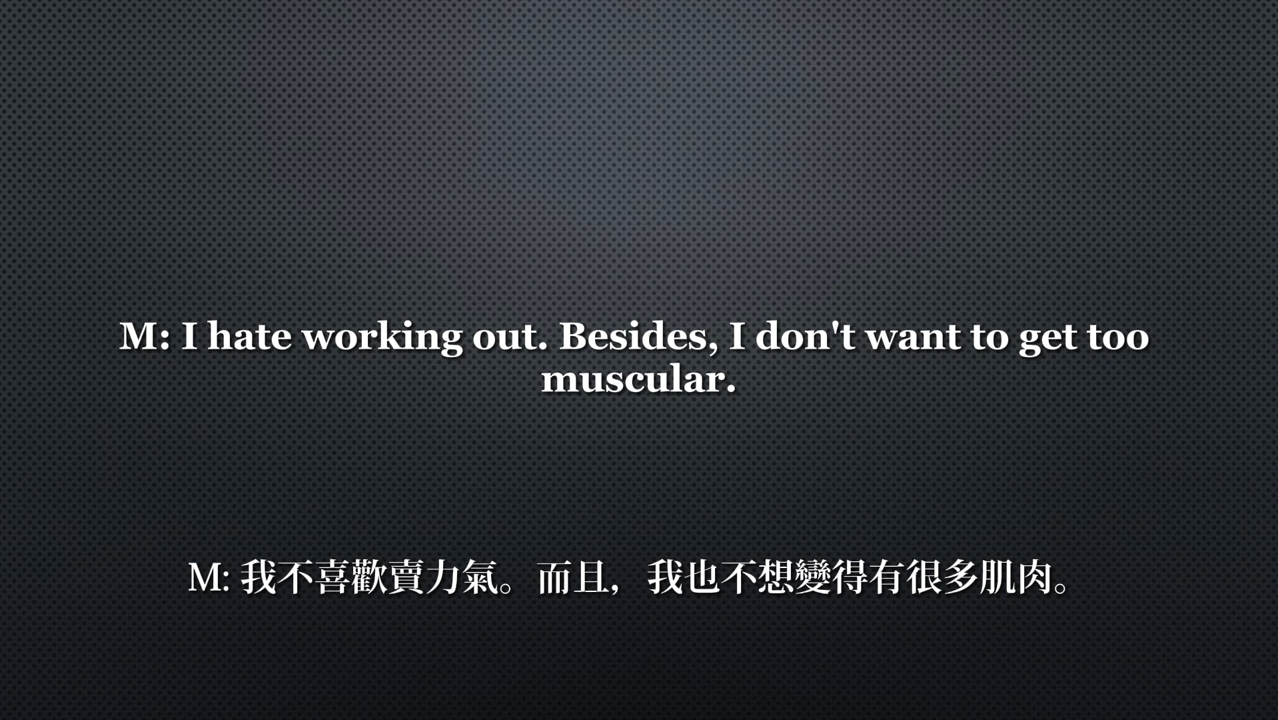 M: I hate working out. Besides, I don't want to get too
muscular.
M: 我不喜歡賣力氣。而且，我也不想變得有很多肌肉。